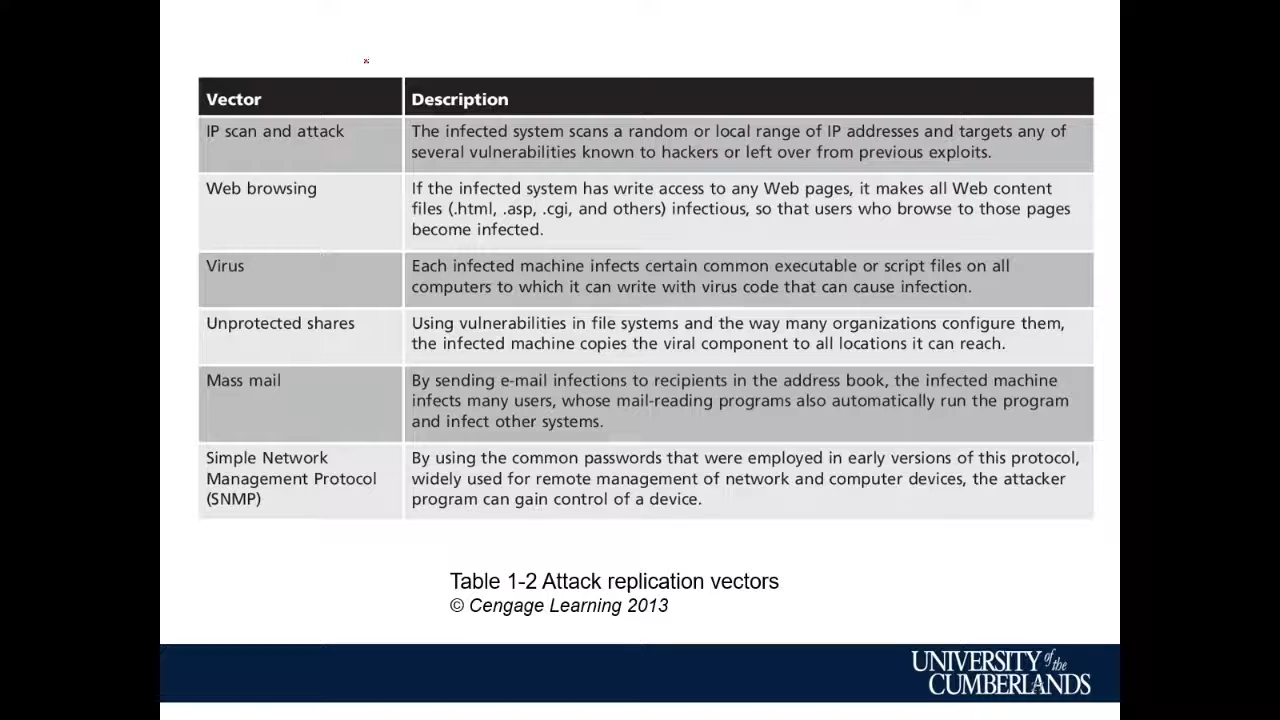 Vector Description
IP scan and attack
The infected system scans a random or local range of IP addresses and targets any of
several vulnerabilities known to hackers or left over from previous exploits.
Web browsing
If the infected system has write access to any Web pages, it makes all Web content
files (.html, .asp, .cgi, and others) infectious, so that users who browse to those pages
become infected.
Virus
Each infected machine infects certain common executable or script files on all
computers to which it can write with virus code that can cause infection.
Unprotected shares
Using vulnerabilities in file systems and the way many organizations configure them,
the infected machine copies the viral component to all locations it can reach.
Mass mail
By sending e-mail infections to recipients in the address book, the infected machine
infects many users, whose mail-reading programs also automatically run the program
and infect other systems.
Simple Network
Management Protocol
(SNMP)
By using the common passwords that were employed in early versions of this protocol,
widely used for remote management of network and computer devices, the attacker
program can gain control of a device.
Table 1-2 Attack replication vectors
© Cengage Learning 2013
UNIVERSITY of the
CUMBERLANDS